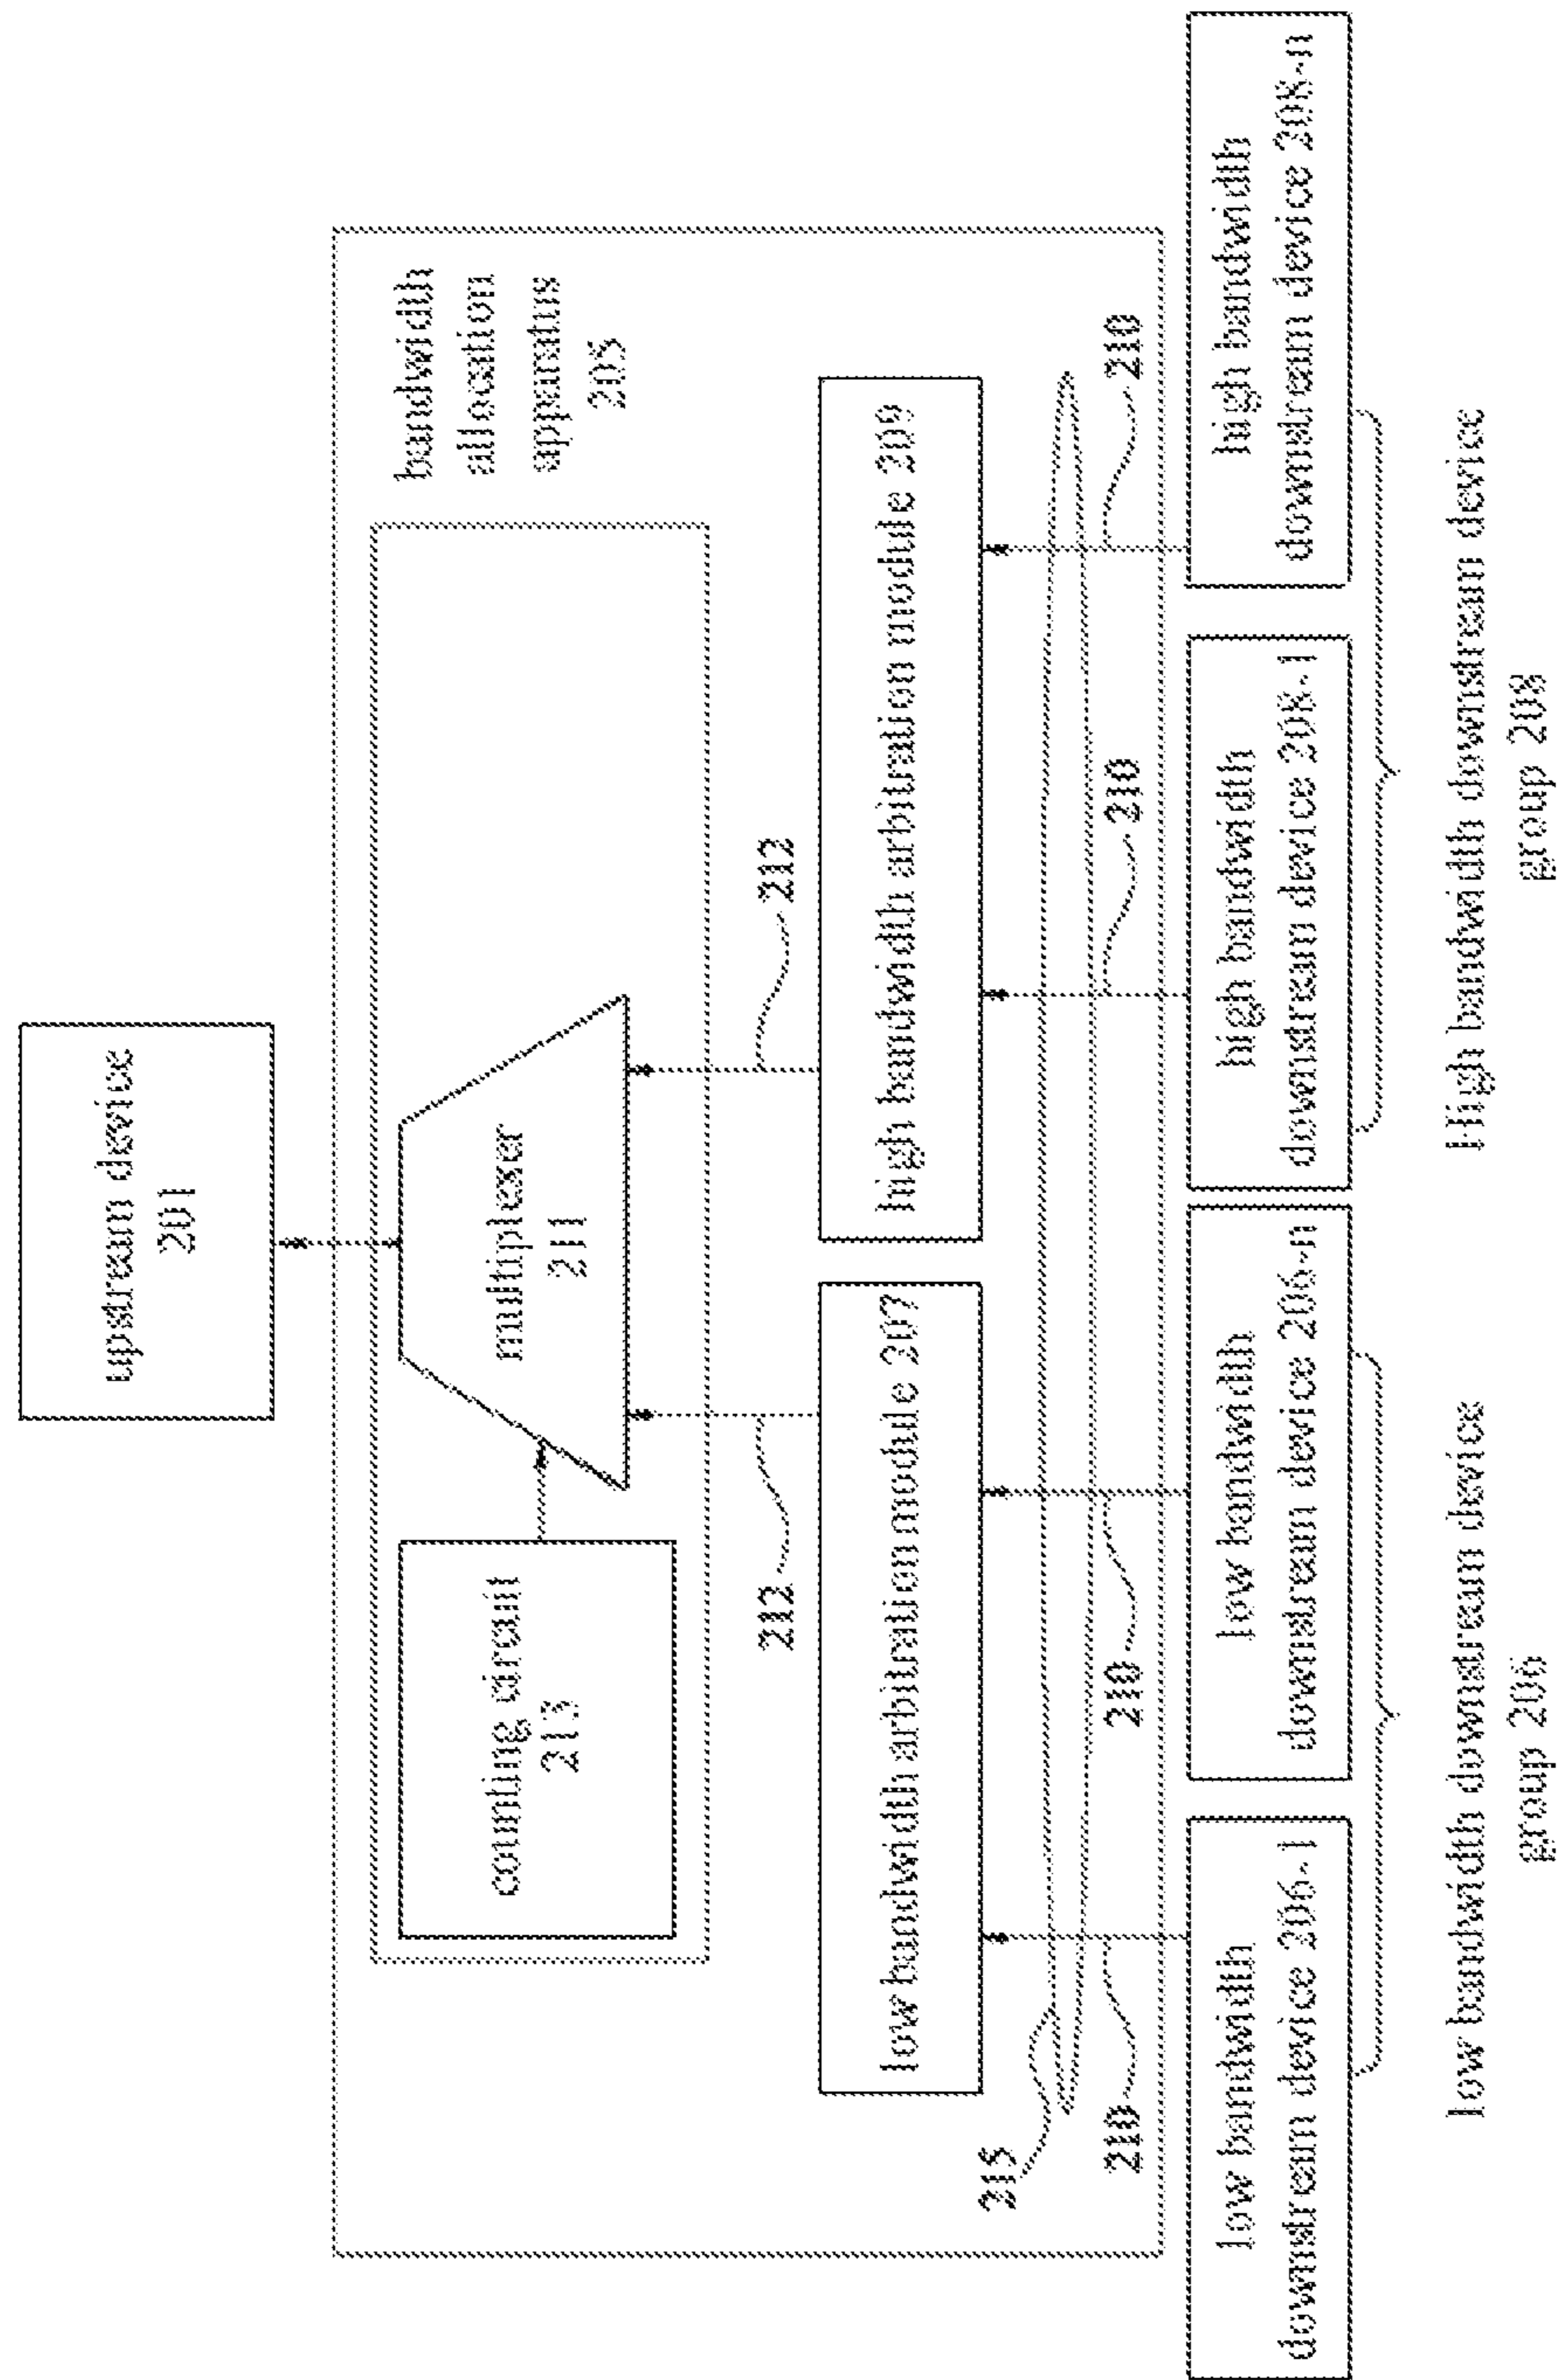 upstream device
201
bandwidth
allocation
apparatus
205
counting circuit
213
multiplexer
211
212
212
low bandwidth arbitration module 207
high bandwidth arbitration module 209
215
210
210
210
210
low bandwidth
downstream device 206-1
low bandwidth
downstream device 206-n
high bandwidth
downstream device 208-1
high bandwidth
downstream device 208-n
low bandwidth downstream device
group 206
High bandwidth downstream device
group 208